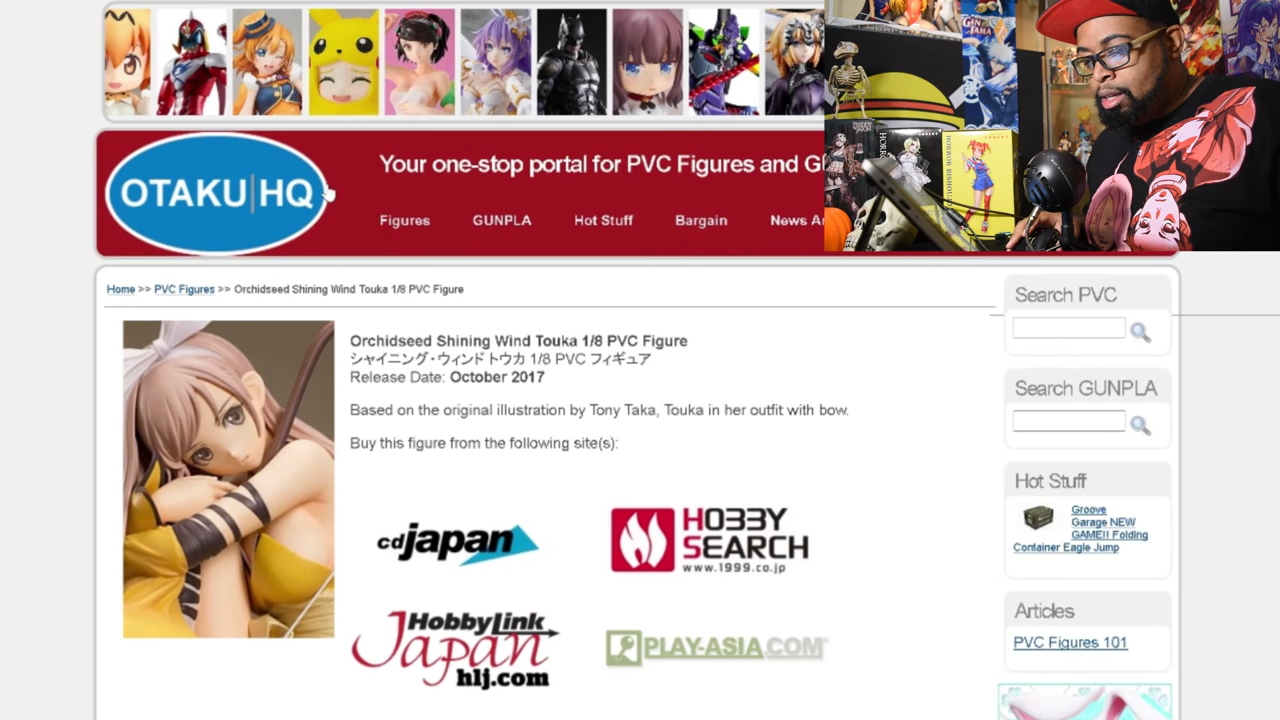 GIN
TAMA
HORROR BISHOU
OTAKU|HQ
Your one-stop portal for PVC Figures and G
Figures
GUNPLA
Hot Stuff
Bargain
News
Home >> PVC Figures >> Orchidseed Shining Wind Touka 1/8 PVC Figure
Orchidseed Shining Wind Touka 1/8 PVC Figure
シャイニング・ウィンド トウカ 1/8 PVC フィギュア
Release Date: October 2017
Based on the original illustration by Tony Taka, Touka in her outfit with bow.
Buy this figure from the following site(s):
cdjapan
HOBBY
SEARCH
www.1999.co.jp
HobbyLink
Japan
hlj.com
PLAY-ASIA.COM
Search PVC
Search GUNPLA
Hot Stuff
Groove
Garage NEW
GAME!! Folding
Container Eagle Jump
Articles
PVC Figures 101